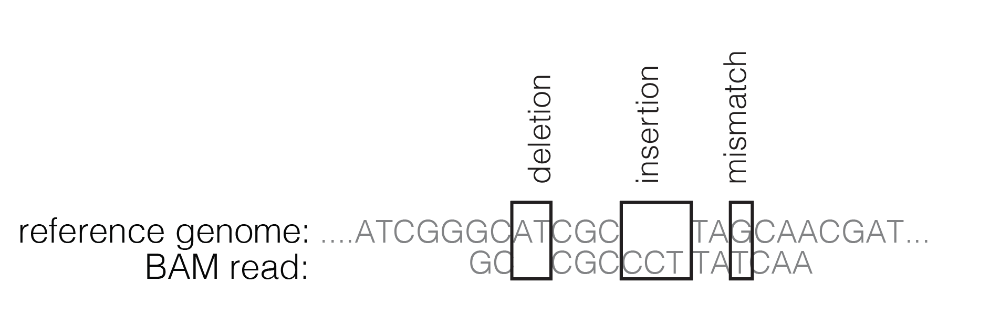 deletion
insertion
mismatch
reference genome: ....ATCGGGCATCGC TAGCAACGAT...
BAM read: GC CGCCCT TATCAA